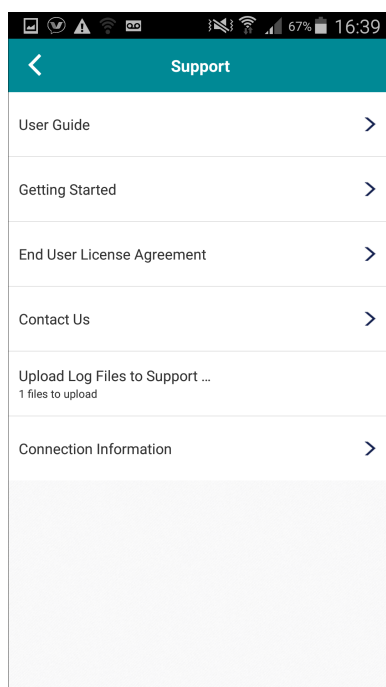 67% 16:39
Support
User Guide
Getting Started
End User License Agreement
Contact Us
Upload Log Files to Support ...
1 files to upload
Connection Information